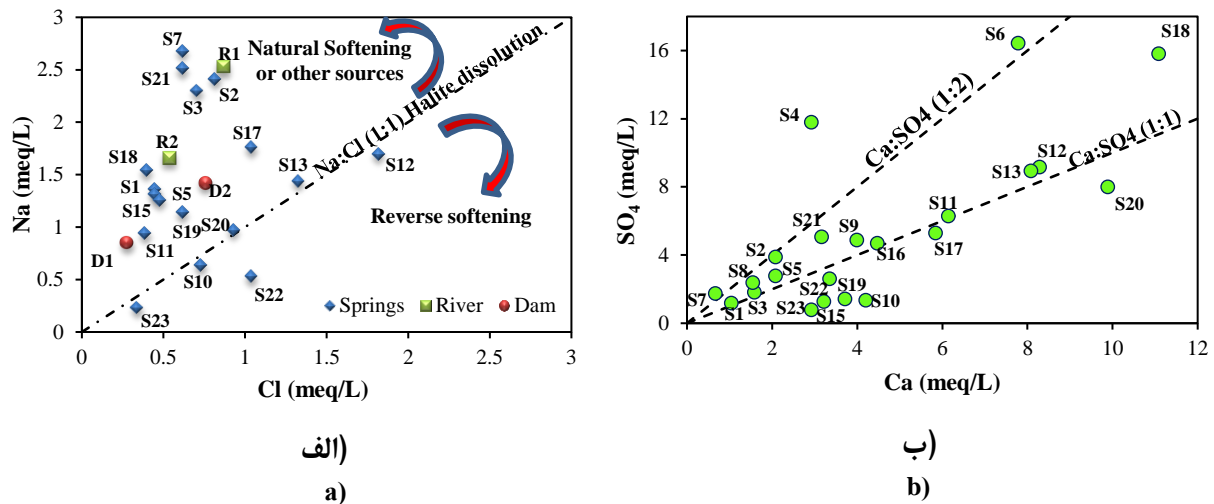 3
2.5
2
1.5
1
0.5
0
Na (meq/L)
S7
S21
S3
R1
S2
Natural Softening
or other sources
Na:Cl (1:1) Halite dissolution
R2
S18
S17
S1
S15
S5
D2
S13
S12
Reverse softening
S19
S20
S11
D1
S10
S22
S23
Springs
River
Dam
0
0.5
1
1.5
2
2.5
3
Cl (meq/L)
الف)
a)
16
12
8
4
0
SO4 (meq/L)
S6
S18
S4
Ca:SO4 (1:2)
Ca:SO4 (1:1)
S12
S13
S20
S21
S9
S11
S2
S16
S17
S8
S5
S7
S22
S19
S1
S3
S23
S15
S10
0
2
4
6
8
10
12
Ca (meq/L)
ب)
b)